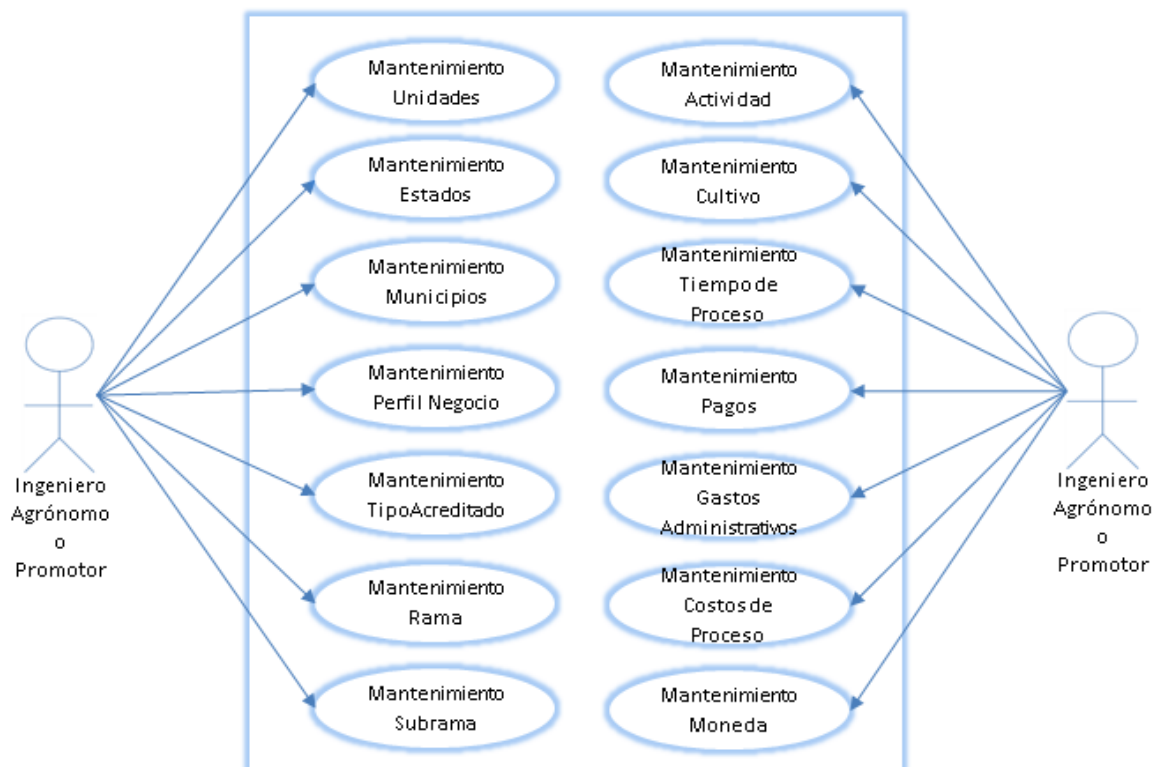 Mantenimiento
Unidades
Mantenimiento
Estados
Mantenimiento
Municipios
Mantenimiento
Perfil Negocio
Mantenimiento
TipoAcreditado
Mantenimiento
Rama
Mantenimiento
Subrama
Mantenimiento
Actividad
Mantenimiento
Cultivo
Mantenimiento
Tiempo de
Proceso
Mantenimiento
Pagos
Mantenimiento
Gastos
Administrativos
Mantenimiento
Costos de
Proceso
Mantenimiento
Moneda
Ingeniero
Agrónomo
o
Promotor
Ingeniero
Agrónomo
o
Promotor